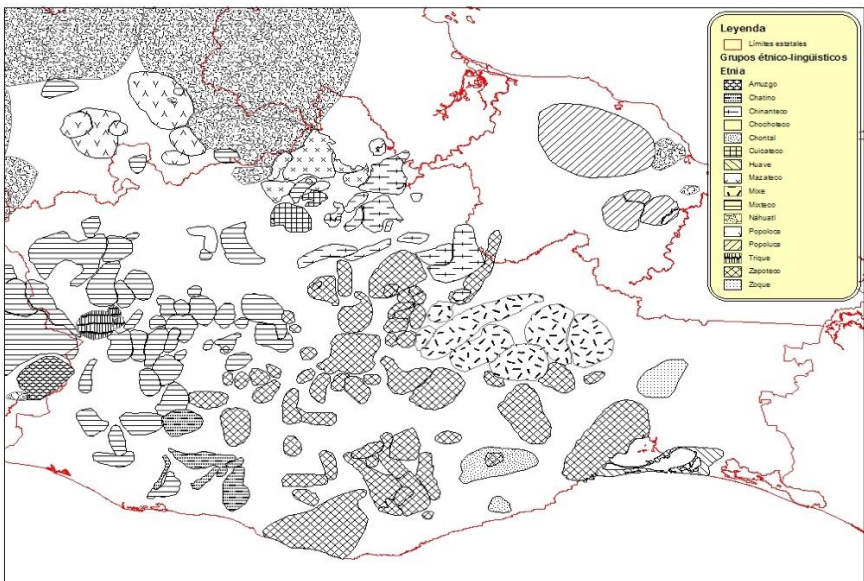 Leyenda
Límites estatales
Grupos étnico-lingüísticos
Etnia
Amuzgo
Chatino
Chinanteco
Chochoteco
Chontal
Cuicateco
Huave
Mazateco
Mixe
Mixteco
Náhuatl
Popoloca
Popoluca
Trique
Zapoteco
Zoque